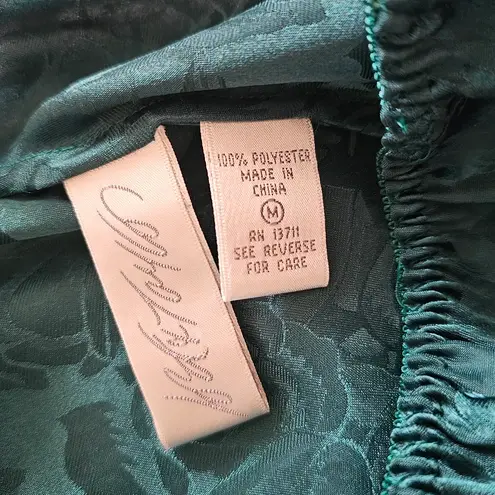 100% POLYESTER
MADE IN
CHINA
M
RN 13711
SEE REVERSE
FOR CARE